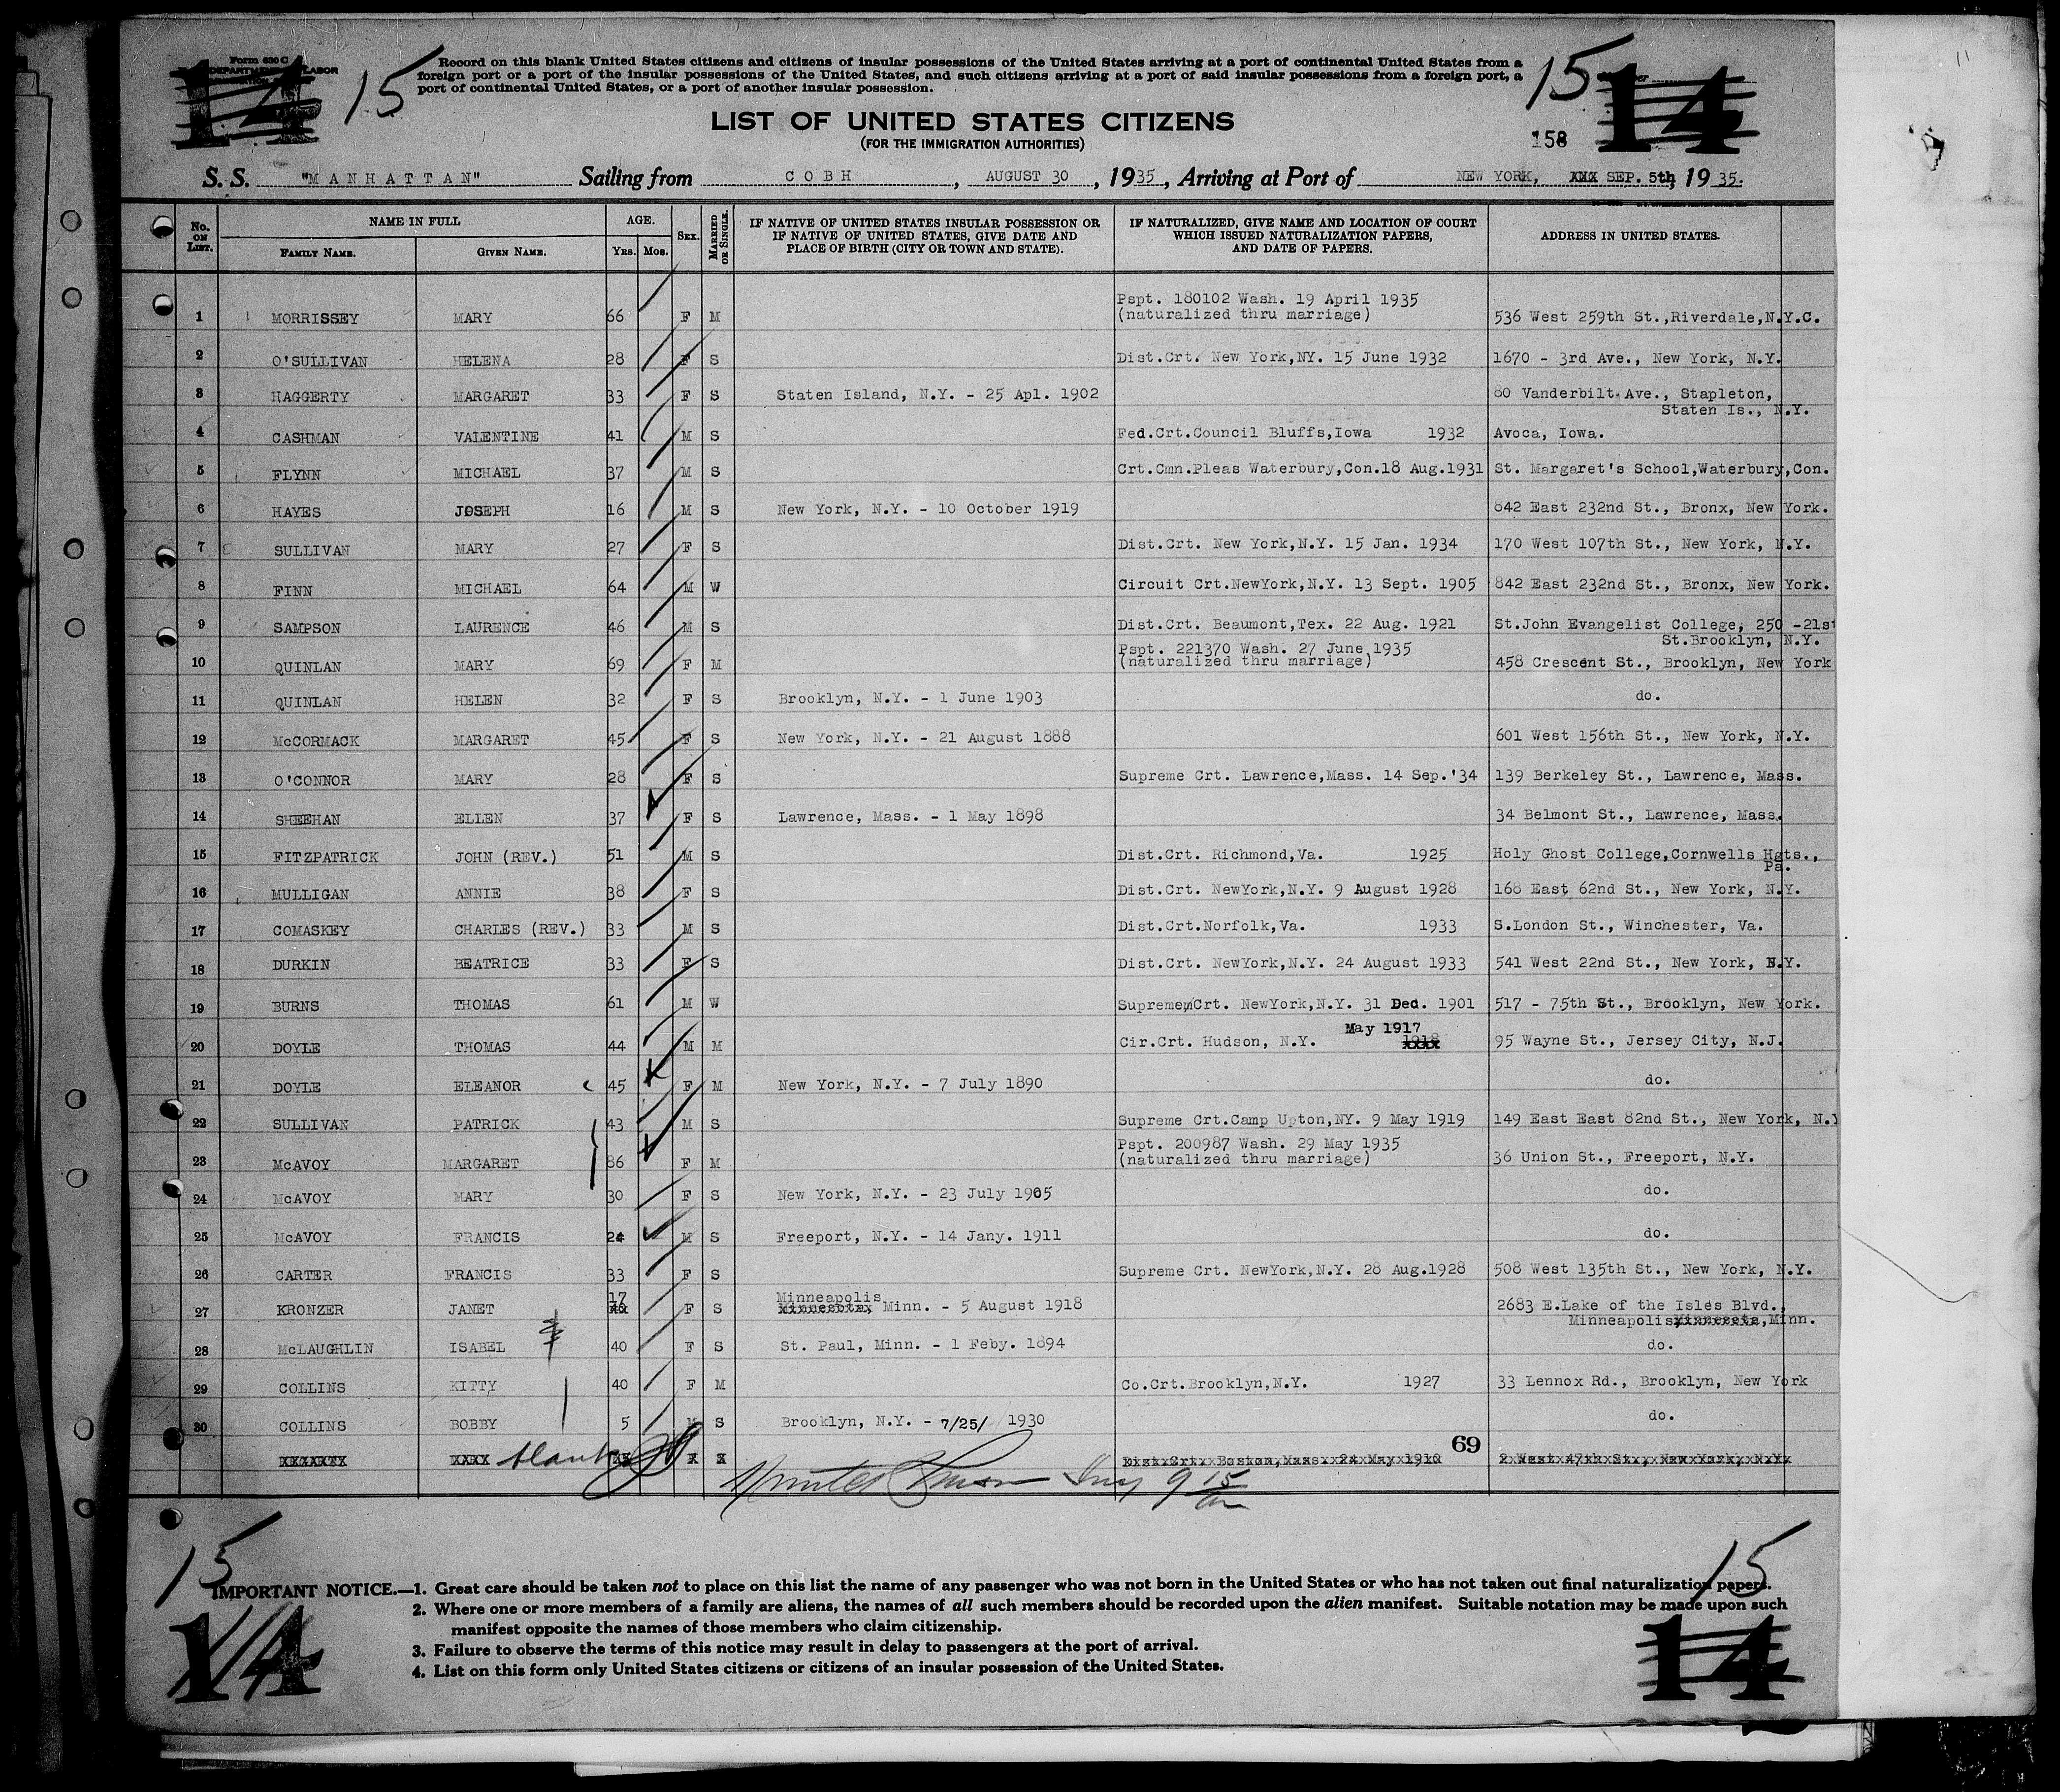 Form 630 C
15
Record on this blank United States citizens and citizens of insular possessions of the United States arriving at a port of continental United States from a
foreign port or a port of the insular possessions of the United States, and such citizens arriving at a port of said insular possessions from a foreign port, a
port of continental United States, or a port of another insular possession.
15
14
14
LIST OF UNITED STATES CITIZENS
(FOR THE IMMIGRATION AUTHORITIES)
158
S. S. "MANHATTAN" Sailing from COBH, AUGUST 30, 1935, Arriving at Port of NEW YORK, XXX SEP. 5th, 1935.
No. ON LIST. NAME IN FULL AGE. SEX. MARRIED OR SINGLE. IF NATIVE OF UNITED STATES INSULAR POSSESSION OR IF NATIVE OF UNITED STATES, GIVE DATE AND PLACE OF BIRTH (CITY OR TOWN AND STATE). IF NATURALIZED, GIVE NAME AND LOCATION OF COURT WHICH ISSUED NATURALIZATION PAPERS, AND DATE OF PAPERS. ADDRESS IN UNITED STATES.
FAMILY NAME. GIVEN NAME. YRS. MOS.
1 MORRISSEY MARY 66 F M Pspt. 180102 Wash. 19 April 1935 (naturalized thru marriage) 536 West 259th St.,Riverdale,N.Y.C.
2 O'SULLIVAN HELENA 28 F S Dist.Crt. New York,NY. 15 June 1932 1670 - 3rd Ave., New York, N.Y.
3 HAGGERTY MARGARET 33 F S Staten Island, N.Y. - 25 Apl. 1902 80 Vanderbilt Ave., Stapleton,
Staten Is., N.Y.
4 CASHMAN VALENTINE 41 M S Fed.Crt.Council Bluffs,Iowa 1932 Avoca, Iowa.
5 FLYNN MICHAEL 37 M S Crt.Cmn.Pleas Waterbury,Con.18 Aug.1931 St. Margaret's School,Waterbury,Con.
6 HAYES JOSEPH 16 M S New York, N.Y. - 10 October 1919 842 East 232nd St., Bronx, New York.
7 SULLIVAN MARY 27 F S Dist.Crt. New York,N.Y. 15 Jan. 1934 170 West 107th St., New York, N.Y.
8 FINN MICHAEL 64 M W Circuit Crt.NewYork,N.Y. 13 Sept. 1905 842 East 232nd St., Bronx, New York.
9 SAMPSON LAURENCE 46 M S Dist.Crt. Beaumont,Tex. 22 Aug. 1921 St.John Evangelist College, 250 -21st
St.Brooklyn, N.Y.
10 QUINLAN MARY 69 F M Pspt. 221370 Wash. 27 June 1935 (naturalized thru marriage) 458 Crescent St., Brooklyn, New York
11 QUINLAN HELEN 32 F S Brooklyn, N.Y. - 1 June 1903 do.
12 McCORMACK MARGARET 45 F S New York, N.Y. - 21 August 1888 601 West 156th St., New York, N.Y.
13 O'CONNOR MARY 28 F S Supreme Crt. Lawrence,Mass. 14 Sep.'34 139 Berkeley St., Lawrence, Mass.
14 SHEEHAN ELLEN 37 F S Lawrence, Mass. - 1 May 1898 34 Belmont St., Lawrence, Mass.
15 FITZPATRICK JOHN (REV.) 51 M S Dist.Crt. Richmond,Va. 1925 Holy Ghost College,Cornwells Hgts.,
Pa.
16 MULLIGAN ANNIE 38 F S Dist.Crt. NewYork,N.Y. 9 August 1928 168 East 62nd St., New York, N.Y.
17 COMASKEY CHARLES (REV.) 33 M S Dist.Crt.Norfolk,Va. 1933 S.London St., Winchester, Va.
18 DURKIN BEATRICE 33 F S Dist.Crt. NewYork,N.Y. 24 August 1933 541 West 22nd St., New York, N.Y.
19 BURNS THOMAS 61 M W Supreme Crt. NewYork,N.Y. 31 Ded. 1901 517 - 75th St., Brooklyn, New York.
20 DOYLE THOMAS 44 M M Cir.Crt. Hudson, N.Y. May 1917 95 Wayne St., Jersey City, N.J.
21 DOYLE ELEANOR 45 F M New York, N.Y. - 7 July 1890 do.
22 SULLIVAN PATRICK 43 M S Supreme Crt.Camp Upton,NY. 9 May 1919 149 East East 82nd St., New York, N.Y
23 McAVOY MARGARET 86 F M Pspt. 200987 Wash. 29 May 1935 (naturalized thru marriage) 36 Union St., Freeport, N.Y.
24 McAVOY MARY 30 F S New York, N.Y. - 23 July 1905 do.
25 McAVOY FRANCIS 24 M S Freeport, N.Y. - 14 Jany. 1911 do.
26 CARTER FRANCIS 33 F S Supreme Crt. NewYork,N.Y. 28 Aug.1928 508 West 135th St., New York, N.Y.
27 KRONZER JANET 17 F S Minneapolis Minn. - 5 August 1918 2683 E.Lake of the Isles Blvd.,
Minneapolis,Minn.
28 McLAUGHLIN ISABEL 40 F S St. Paul, Minn. - 1 Feby. 1894 do.
29 COLLINS KITTY 40 F M Co.Crt.Brooklyn,N.Y. 1927 33 Lennox Rd., Brooklyn, New York
30 COLLINS BOBBY 5 M S Brooklyn, N.Y. - 7/25/ 1930 do.
69
blank
Insp 9 15
IMPORTANT NOTICE.—1. Great care should be taken not to place on this list the name of any passenger who was not born in the United States or who has not taken out final naturalization papers.
2. Where one or more members of a family are aliens, the names of all such members should be recorded upon the alien manifest. Suitable notation may be made upon such
manifest opposite the names of those members who claim citizenship.
3. Failure to observe the terms of this notice may result in delay to passengers at the port of arrival.
4. List on this form only United States citizens or citizens of an insular possession of the United States.
15
15
14
14